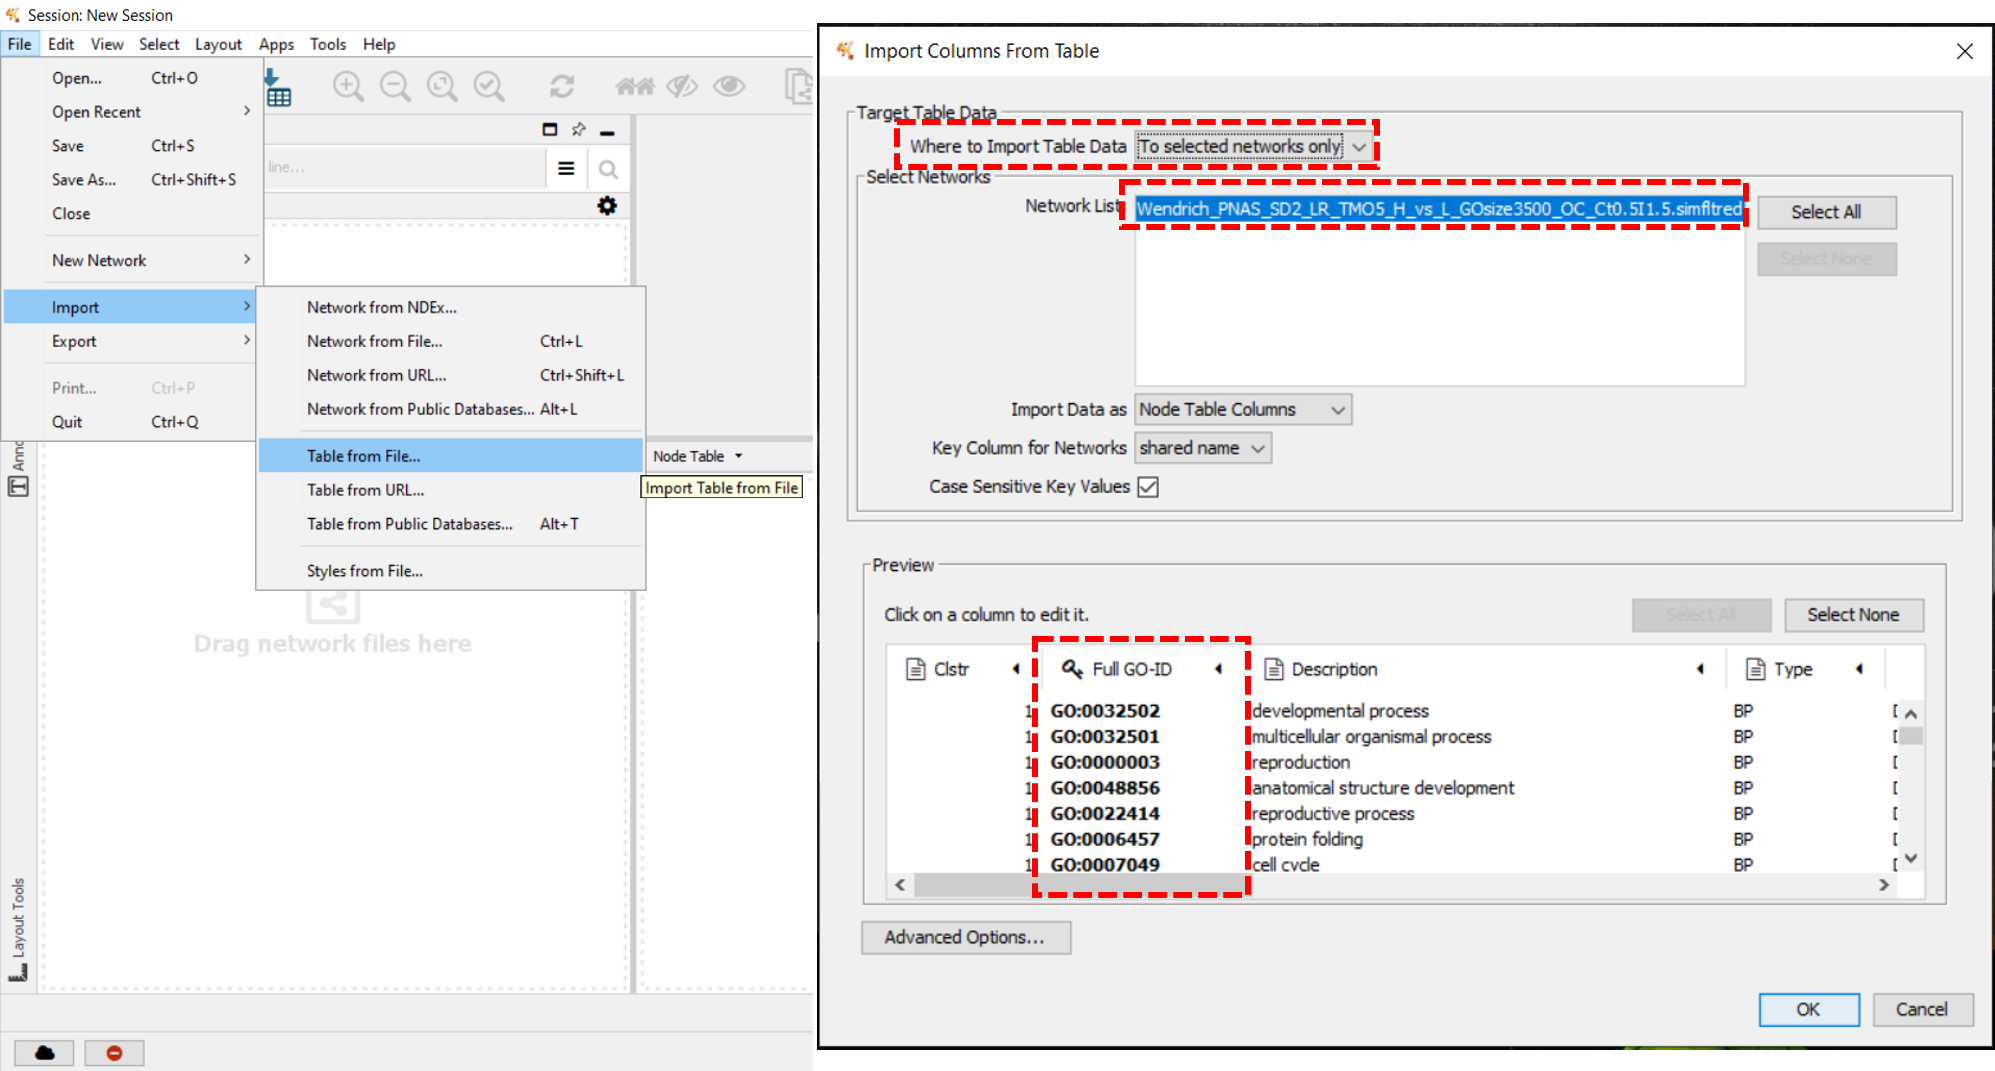 Session: New Session
File Edit View Select Layout Apps Tools Help
Open... Ctrl+O
Open Recent
Save Ctrl+S
Save As... Ctrl+Shift+S
Close
New Network
Import
Export
Print... Ctrl+P
Quit Ctrl+Q
line...
Network from NDEx...
Network from File... Ctrl+L
Network from URL... Ctrl+Shift+L
Network from Public Databases... Alt+L
Table from File...
Table from URL...
Table from Public Databases... Alt+T
Styles from File...
Node Table
Import Table from File
Anno
T
Drag network files here
Layout Tools
Import Columns From Table
Target Table Data
Where to Import Table Data To selected networks only
Select Networks
Network List Wendrich_PNAS_SD2_LR_TMO5_H_vs_L_GOsize3500_OC_Ct0.5I1.5.simfltred
Select All
Select None
Import Data as Node Table Columns
Key Column for Networks shared name
Case Sensitive Key Values
Preview
Click on a column to edit it.
Select All Select None
Clstr Full GO-ID Description Type
1 GO:0032502 developmental process BP
1 GO:0032501 multicellular organismal process BP
1 GO:0000003 reproduction BP
1 GO:0048856 anatomical structure development BP
1 GO:0022414 reproductive process BP
1 GO:0006457 protein folding BP
1 GO:0007049 cell cycle BP
Advanced Options...
OK Cancel